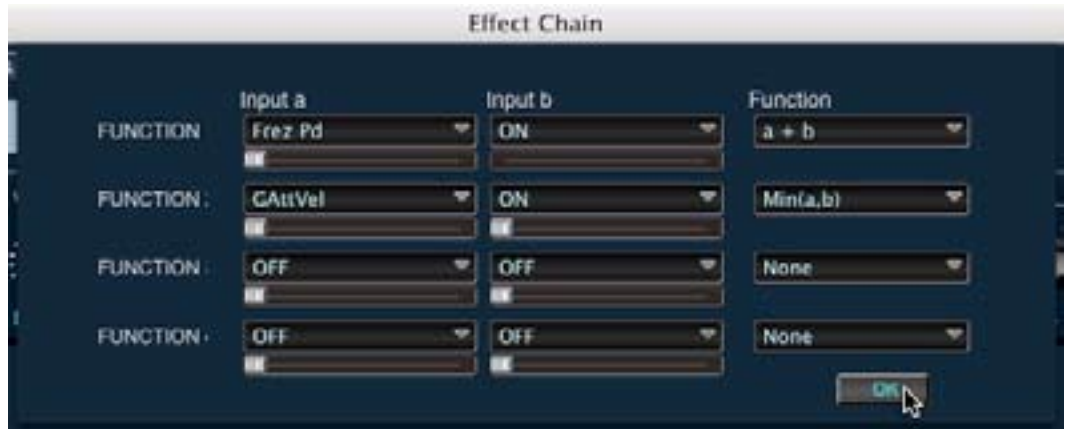 Effect Chain
Input a Input b Function
FUNCTION Frez Pd ON a + b
FUNCTION : GAttVel ON Min(a,b)
FUNCTION OFF OFF None
FUNCTION OFF OFF None
OK